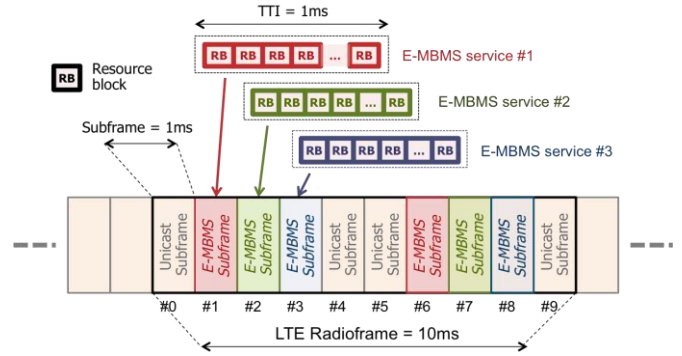 TTI = 1ms
RB RB RB RB ... RB
E-MBMS service #1
RB
Resource
block
RB RB RB RB ... RB
E-MBMS service #2
Subframe = 1ms
RB RB RB RB ... RB
E-MBMS service #3
Unicast
Subframe
E-MBMS
Subframe
E-MBMS
Subframe
E-MBMS
Subframe
Unicast
Subframe
Unicast
Subframe
E-MBMS
Subframe
E-MBMS
Subframe
E-MBMS
Subframe
Unicast
Subframe
#0 #1 #2 #3 #4 #5 #6 #7 #8 #9
LTE Radioframe = 10ms